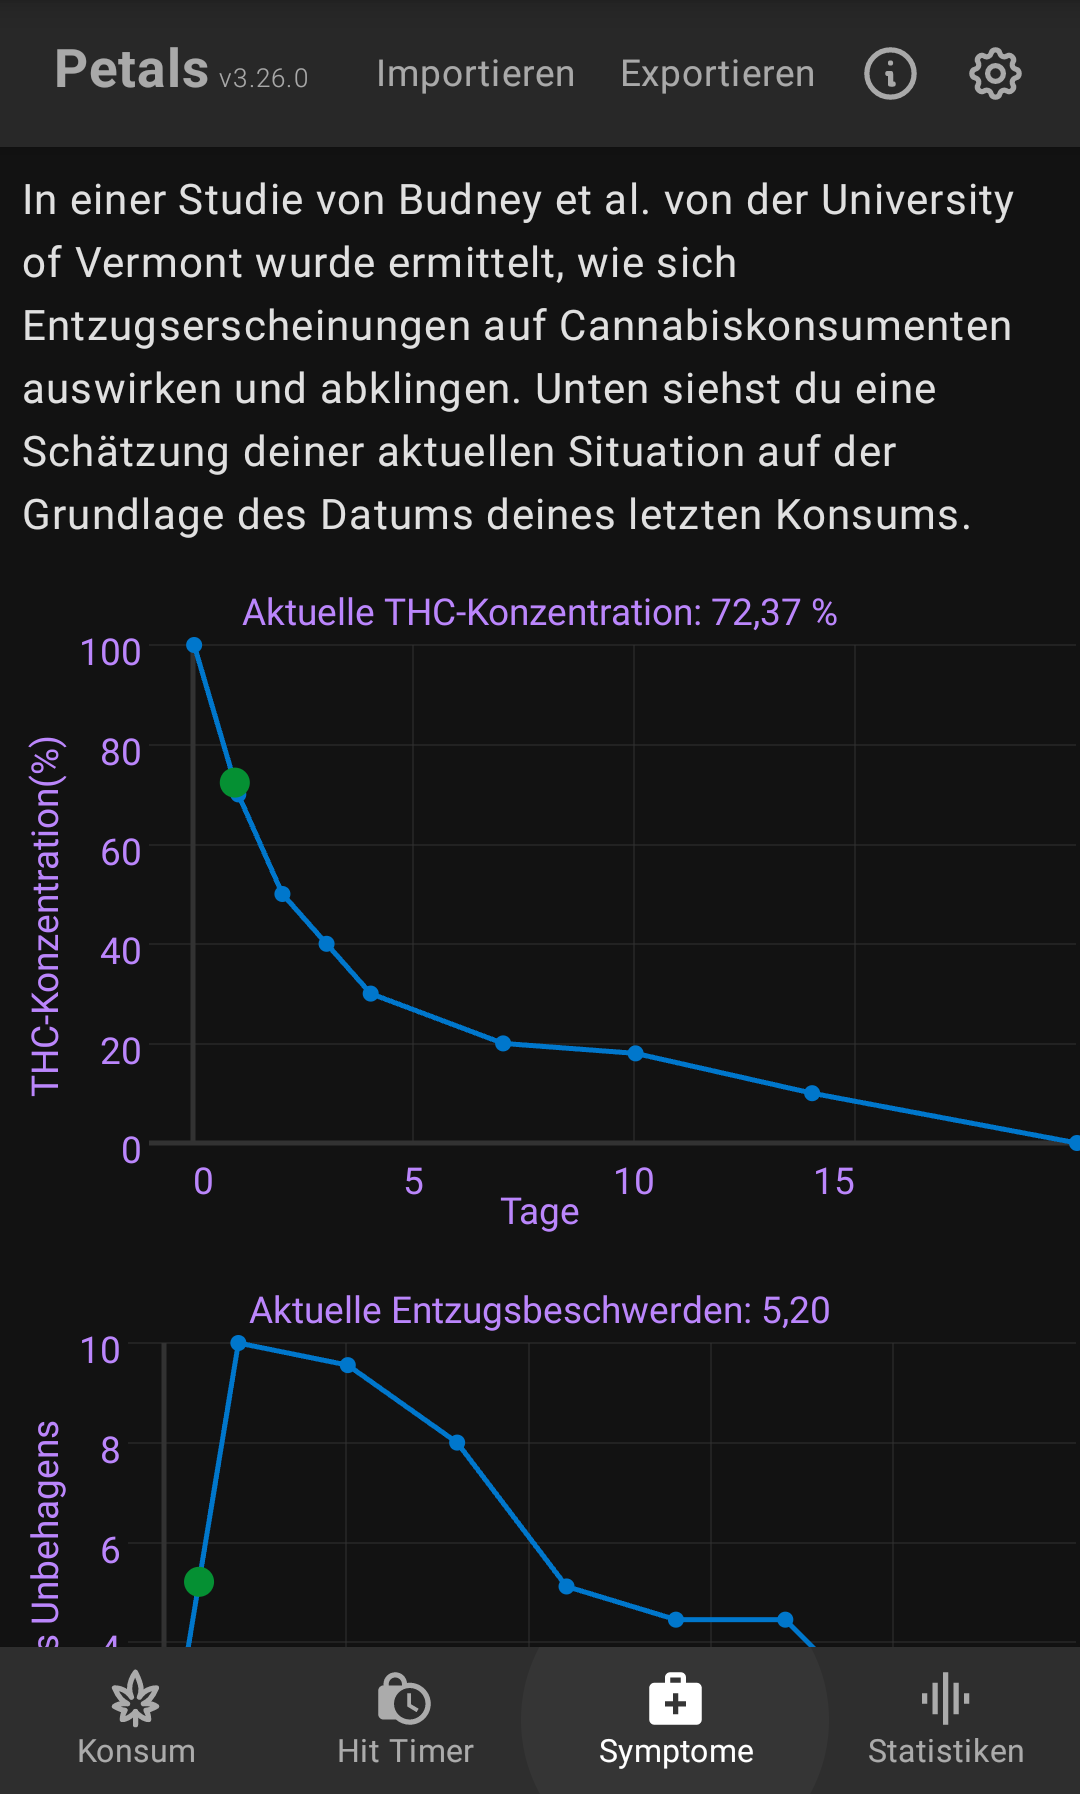 Petals v3.26.0 Importieren Exportieren
In einer Studie von Budney et al. von der University
of Vermont wurde ermittelt, wie sich
Entzugserscheinungen auf Cannabiskonsumenten
auswirken und abklingen. Unten siehst du eine
Schätzung deiner aktuellen Situation auf der
Grundlage des Datums deines letzten Konsums.
Aktuelle THC-Konzentration: 72,37 %
THC-Konzentration(%)
100
80
60
40
20
0
0 5 10 15
Tage
Aktuelle Entzugsbeschwerden: 5,20
s Unbehagens
10
8
6
4
Konsum Hit Timer Symptome Statistiken